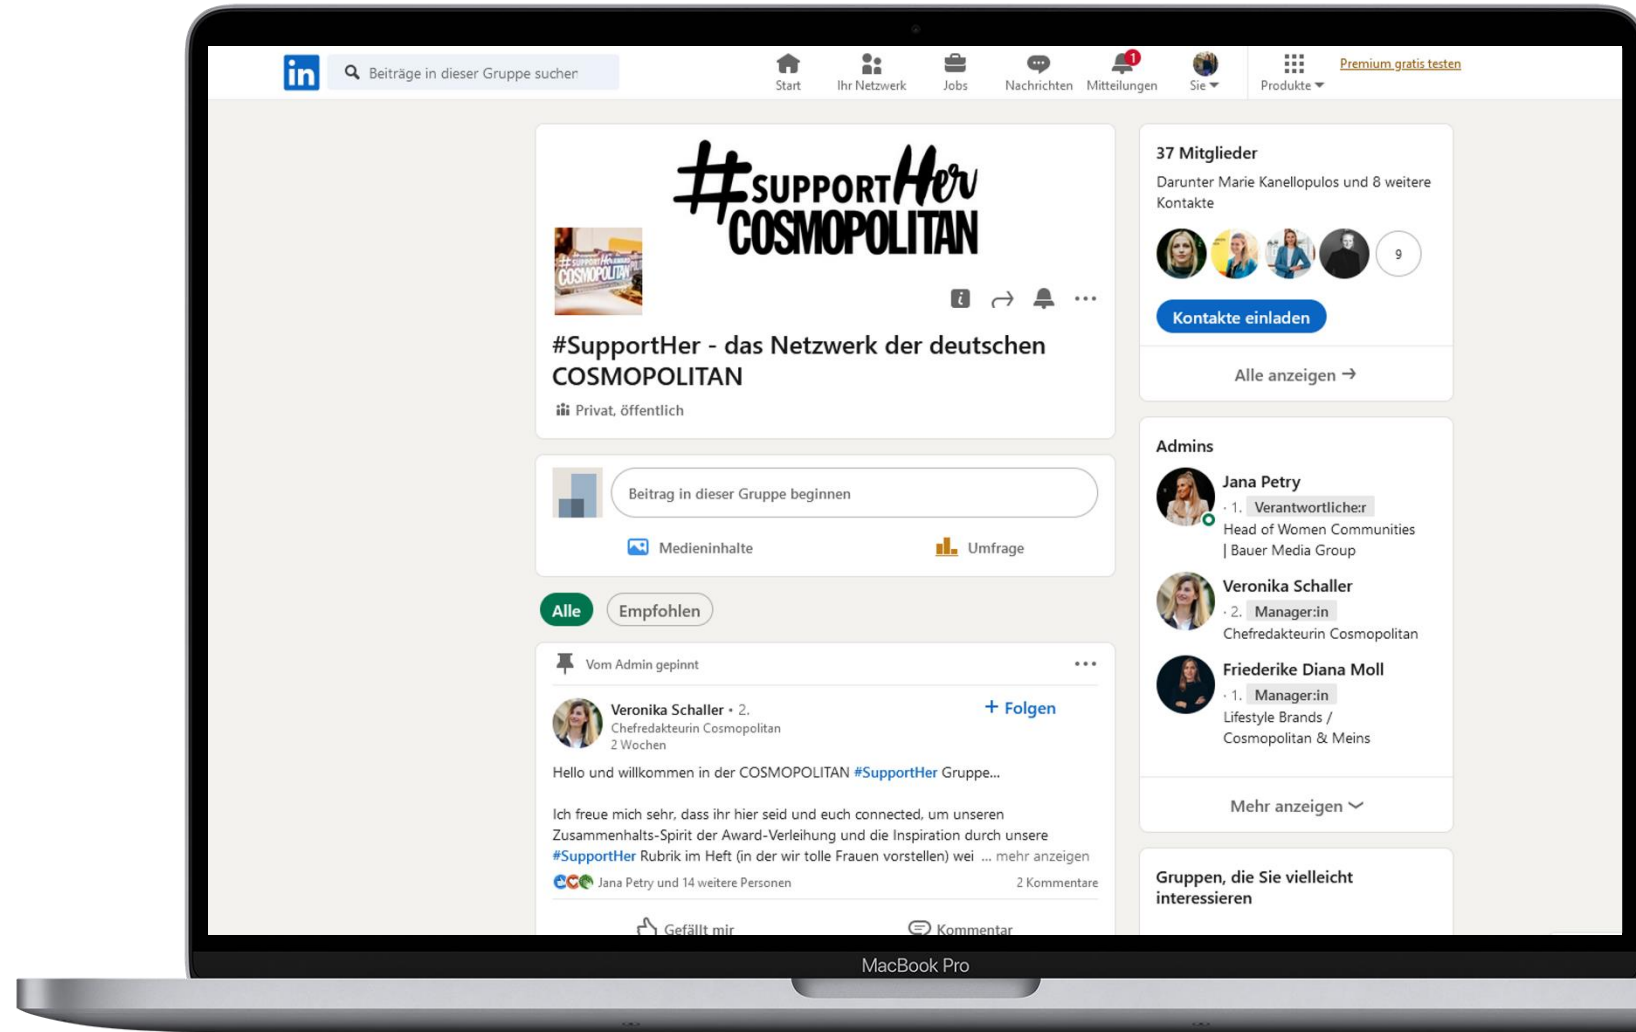 in
Beiträge in dieser Gruppe suchen
Start
Ihr Netzwerk
Jobs
Nachrichten
1
Mitteilungen
Sie
Produkte
Premium gratis testen
#SUPPORTHer
COSMOPOLITAN
#SUPPORTHer
COSMOPOLITAN
#SupportHer - das Netzwerk der deutschen
COSMOPOLITAN
Privat, öffentlich
Beitrag in dieser Gruppe beginnen
Medieninhalte
Umfrage
Alle
Empfohlen
Vom Admin gepinnt
Veronika Schaller • 2.
+ Folgen
Chefredakteurin Cosmopolitan
2 Wochen
Hello und willkommen in der COSMOPOLITAN #SupportHer Gruppe...
Ich freue mich sehr, dass ihr hier seid und euch connected, um unseren
Zusammenhalts-Spirit der Award-Verleihung und die Inspiration durch unsere
#SupportHer Rubrik im Heft (in der wir tolle Frauen vorstellen) wei ... mehr anzeigen
Jana Petry und 14 weitere Personen
2 Kommentare
Gefällt mir
Kommentar
37 Mitglieder
Darunter Marie Kanellopulos und 8 weitere
Kontakte
9
Kontakte einladen
Alle anzeigen →
Admins
Jana Petry
· 1. Verantwortliche:r
Head of Women Communities
| Bauer Media Group
Veronika Schaller
· 2. Manager:in
Chefredakteurin Cosmopolitan
Friederike Diana Moll
· 1. Manager:in
Lifestyle Brands /
Cosmopolitan & Meins
Mehr anzeigen
Gruppen, die Sie vielleicht
interessieren
MacBook Pro